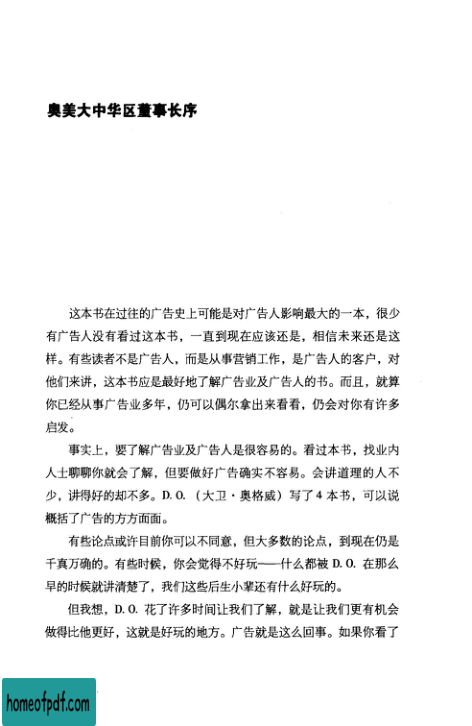 奥美大中华区董事长序
这本书在过往的广告史上可能是对广告人影响最大的一本，很少
有广告人没有看过这本书，一直到现在应该还是，相信未来还是这
样。有些读者不是广告人，而是从事营销工作，是广告人的客户，对
他们来讲，这本书应是最好地了解广告业及广告人的书。而且，就算
你已经从事广告业多年，仍可以偶尔拿出来看看，仍会对你有许多
启发。
事实上，要了解广告业及广告人是很容易的。看过本书，找业内
人士聊聊你就会了解，但要做好广告确实不容易。会讲道理的人不
少，讲得好的却不多。D.O.（大卫·奥格威）写了4本书，可以说
概括了广告的方方面面。
有些论点或许目前你可以不同意，但大多数的论点，到现在仍是
千真万确的。有些时候，你会觉得不好玩——什么都被 D.O. 在那么
早的时候就讲清楚了，我们这些后生小辈还有什么好玩的。
但我想，D.O. 花了许多时间让我们了解，就是让我们更有机会
做得比他更好，这就是好玩的地方。广告就是这么回事。如果你看了
homeofpdf.com